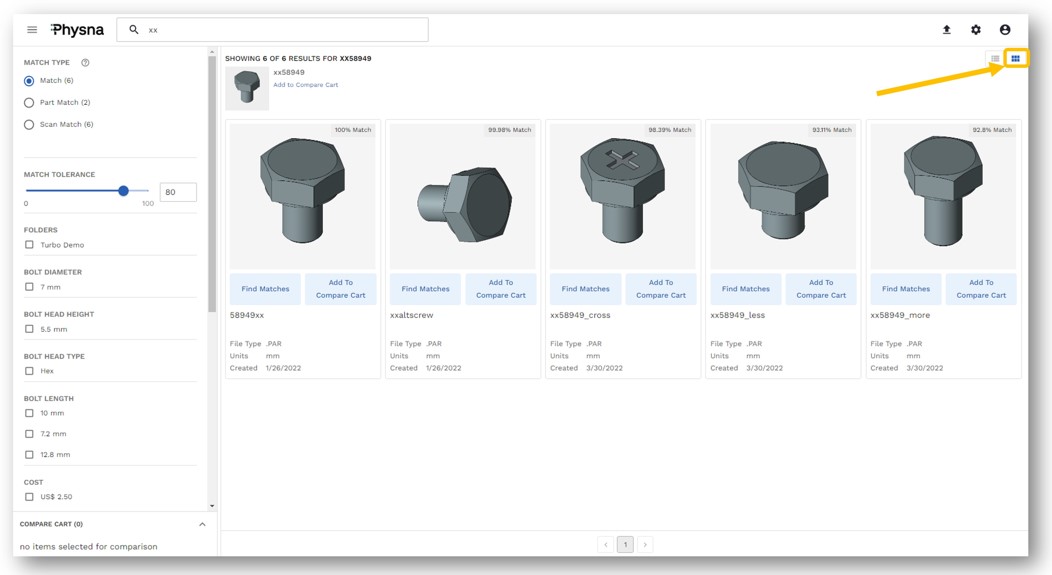 Physna
xx
MATCH TYPE
Match (6)
Part Match (2)
Scan Match (6)
MATCH TOLERANCE
80
0
100
FOLDERS
Turbo Demo
BOLT DIAMETER
7 mm
BOLT HEAD HEIGHT
5.5 mm
BOLT HEAD TYPE
Hex
BOLT LENGTH
10 mm
7.2 mm
12.8 mm
COST
US$ 2.50
COMPARE CART (0)
no items selected for comparison
SHOWING 6 OF 6 RESULTS FOR XX58949
xx58949
Add to Compare Cart
100% Match
Find Matches
Add To
Compare Cart
58949xx
File Type .PAR
Units mm
Created 1/26/2022
99.98% Match
Find Matches
Add To
Compare Cart
xxaltscrew
File Type .PAR
Units mm
Created 1/26/2022
98.39% Match
Find Matches
Add To
Compare Cart
xx58949_cross
File Type .PAR
Units mm
Created 3/30/2022
93.11% Match
Find Matches
Add To
Compare Cart
xx58949_less
File Type .PAR
Units mm
Created 3/30/2022
92.8% Match
Find Matches
Add To
Compare Cart
xx58949_more
File Type .PAR
Units mm
Created 3/30/2022
1